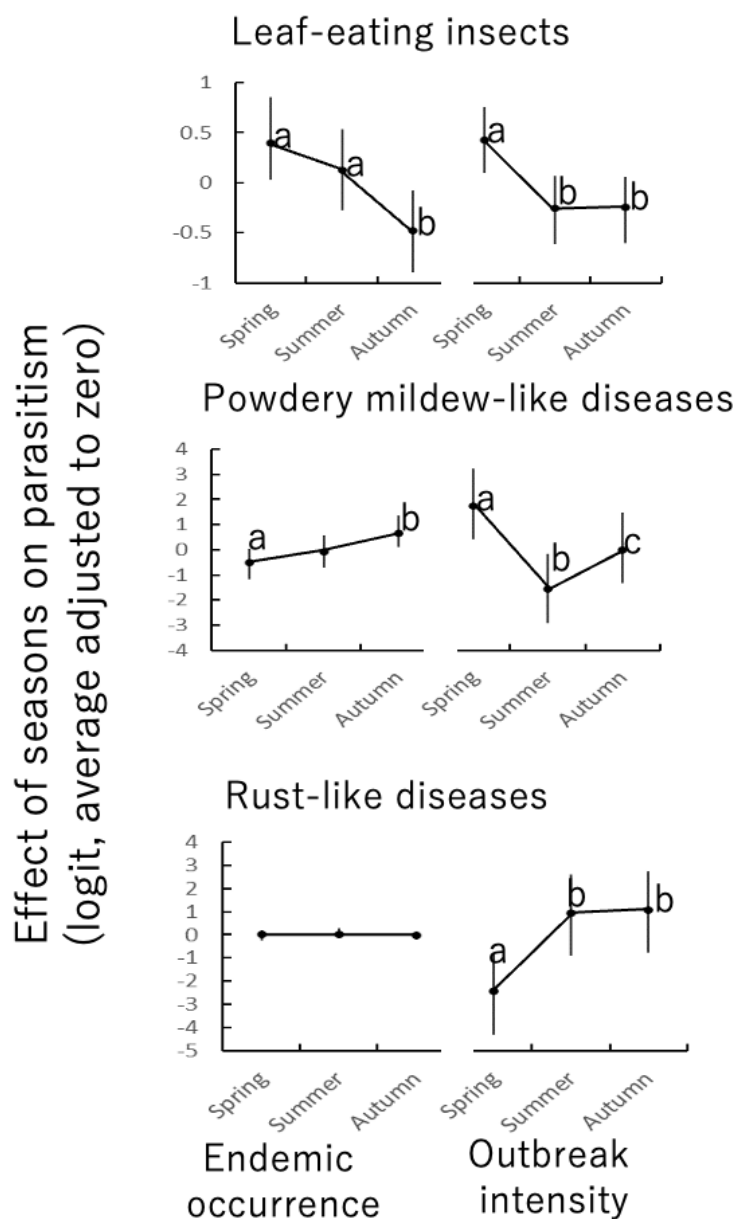 Leaf-eating insects
1
0.5
0
-0.5
-1
a
a
b
a
b
b
Spring
Summer
Autumn
Spring
Summer
Autumn
Effect of seasons on parasitism
(logit, average adjusted to zero)
Powdery mildew-like diseases
4
3
2
1
0
-1
-2
-3
-4
a
b
a
b
c
Spring
Summer
Autumn
Spring
Summer
Autumn
Rust-like diseases
4
3
2
1
0
-1
-2
-3
-4
-5
a
b
b
Spring
Summer
Autumn
Spring
Summer
Autumn
Endemic
occurrence
Outbreak
intensity